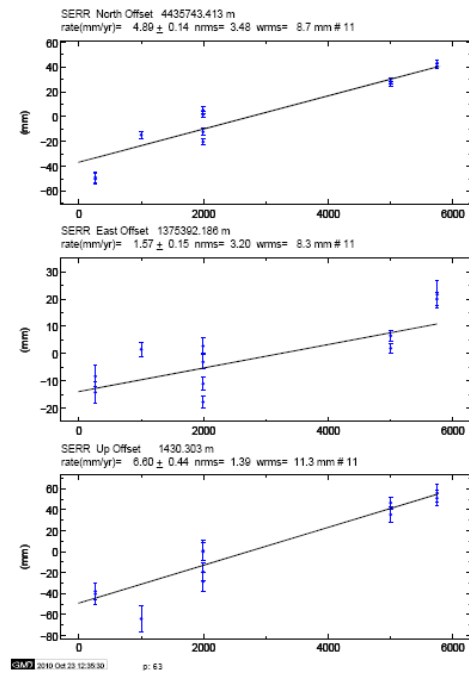 SERR North Offset 4435743.413 m
rate(mm/yr)= 4.89 ± 0.14 nrms= 3.48 wrms= 8.7 mm # 11
60
40
20
0
−20
−40
−60
(mm)
0 2000 4000 6000
SERR East Offset 1375392.186 m
rate(mm/yr)= 1.57 ± 0.15 nrms= 3.20 wrms= 8.3 mm # 11
30
20
10
0
−10
−20
(mm)
0 2000 4000 6000
SERR Up Offset 1430.303 m
rate(mm/yr)= 6.60 ± 0.44 nrms= 1.39 wrms= 11.3 mm # 11
60
40
20
0
−20
−40
−60
−80
(mm)
0 2000 4000 6000
GMD 2010 Oct 23 12:35:30 p: 63